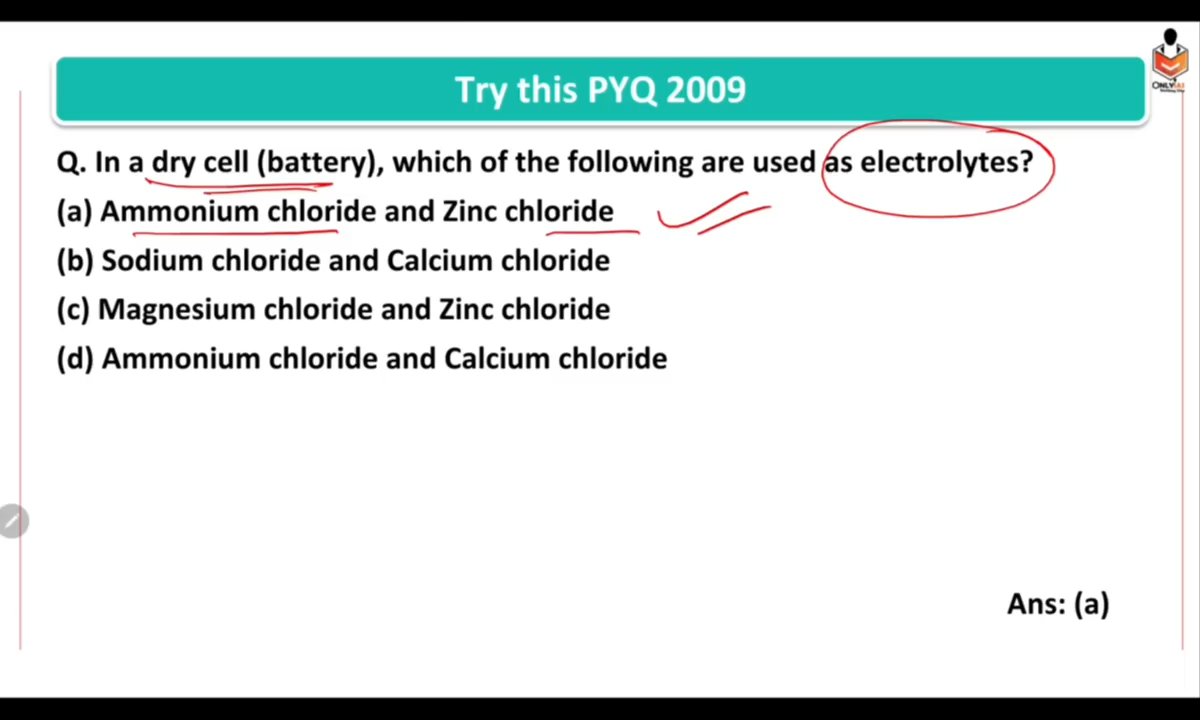 Try this PYQ 2009
ONLYIAS
Q. In a dry cell (battery), which of the following are used as electrolytes?
(a) Ammonium chloride and Zinc chloride
(b) Sodium chloride and Calcium chloride
(c) Magnesium chloride and Zinc chloride
(d) Ammonium chloride and Calcium chloride
Ans: (a)